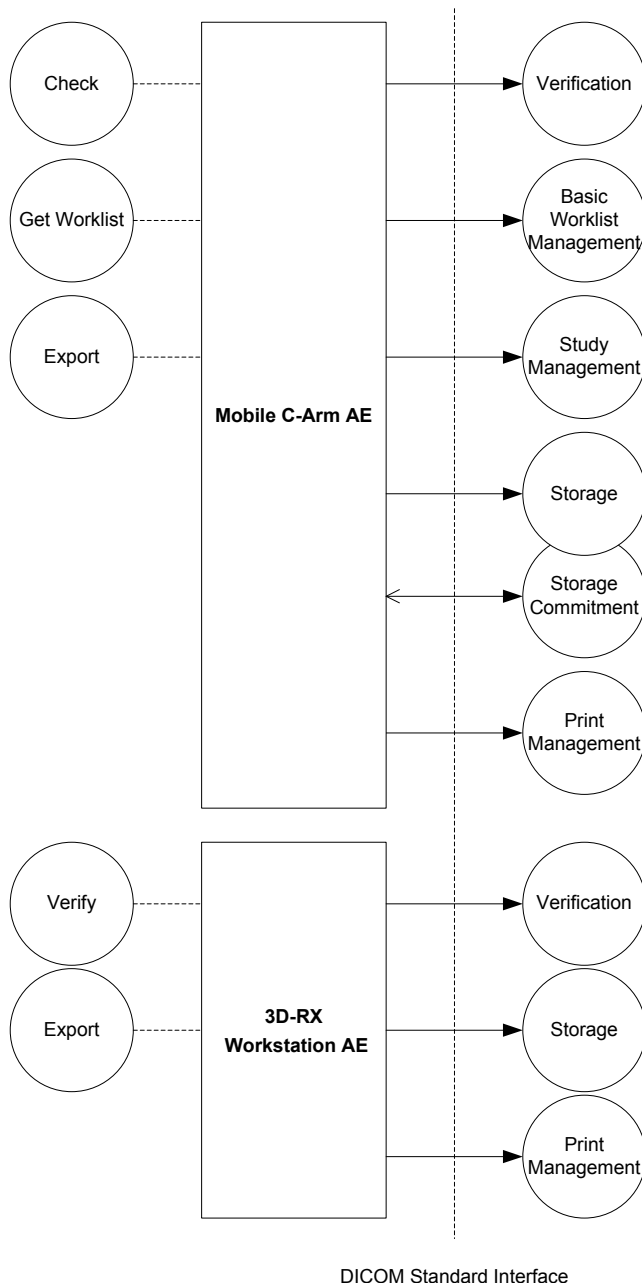 Check
Verification
Get Worklist
Basic
Worklist
Management
Export
Study
Management
Mobile C-Arm AE
Storage
Storage
Commitment
Print
Management
Verify
Verification
3D-RX
Workstation AE
Export
Storage
Print
Management
DICOM Standard Interface